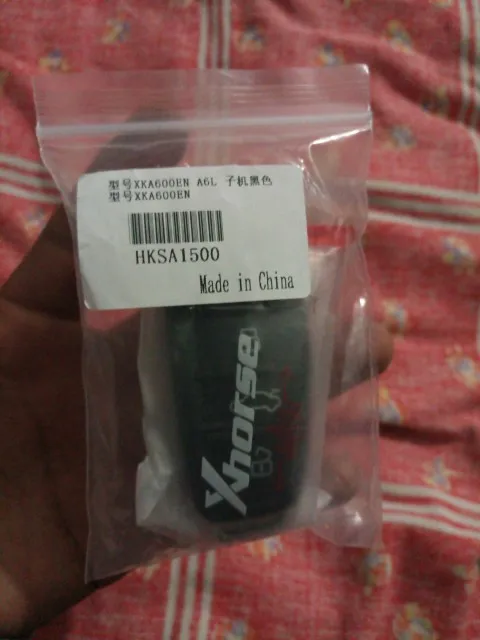 型号XKA600EN A6L 子机黑色
型号XKA600EN
HKSA1500
Made in China
Xhorse